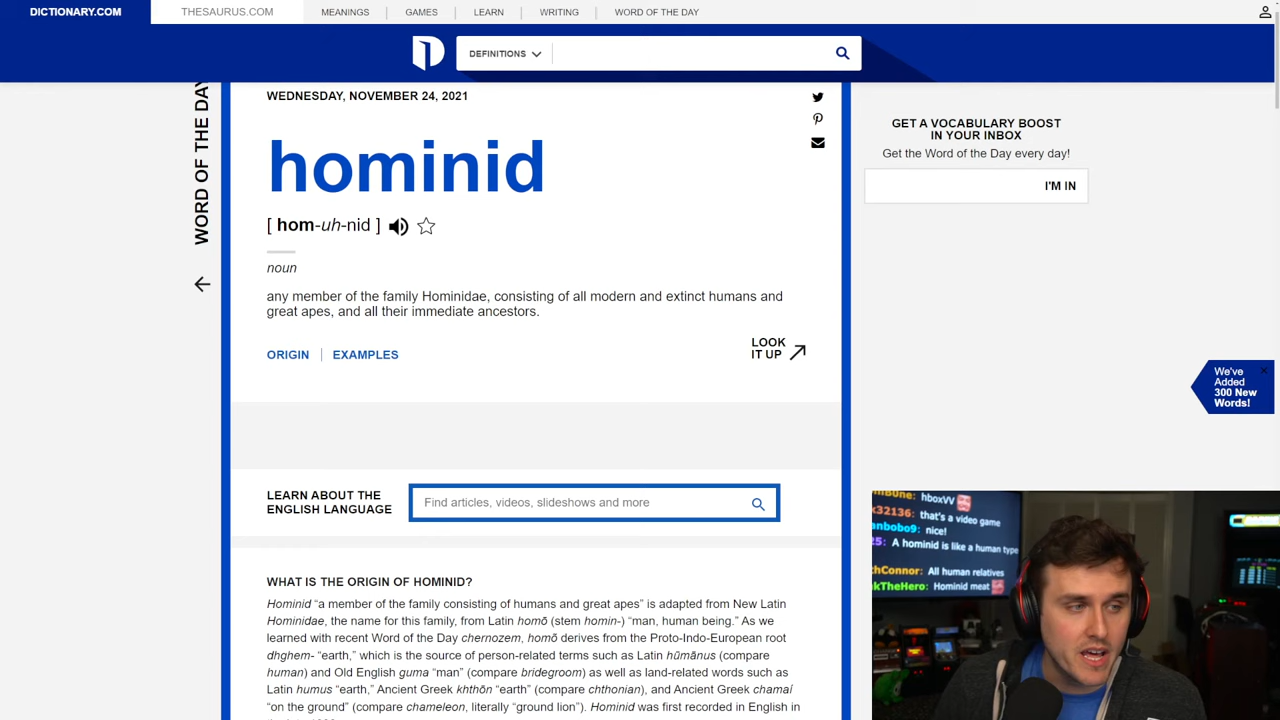 DICTIONARY.COM
THESAURUS.COM
MEANINGS
GAMES
LEARN
WRITING
WORD OF THE DAY
DEFINITIONS
WORD OF THE DAY
WEDNESDAY, NOVEMBER 24, 2021
hominid
[ hom-uh-nid ]
noun
any member of the family Hominidae, consisting of all modern and extinct humans and
great apes, and all their immediate ancestors.
ORIGIN
EXAMPLES
LOOK
IT UP
GET A VOCABULARY BOOST
IN YOUR INBOX
Get the Word of the Day every day!
I'M IN
We've
Added
300 New
Words!
LEARN ABOUT THE
ENGLISH LANGUAGE
Find articles, videos, slideshows and more
WHAT IS THE ORIGIN OF HOMINID?
Hominid “a member of the family consisting of humans and great apes” is adapted from New Latin
Hominidae, the name for this family, from Latin homō (stem homin-) “man, human being.” As we
learned with recent Word of the Day chernozem, homō derives from the Proto-Indo-European root
dhghem- “earth,” which is the source of person-related terms such as Latin hūmānus (compare
human) and Old English guma “man” (compare bridegroom) as well as land-related words such as
Latin humus “earth,” Ancient Greek khthōn “earth” (compare chthonian), and Ancient Greek chamaí
“on the ground” (compare chameleon, literally “ground lion”). Hominid was first recorded in English in
hboxVV
k32136: that's a video game
anbobo9: nice!
25: A hominid is like a human type
thConnor: All human relatives
akTheHero: Hominid meat